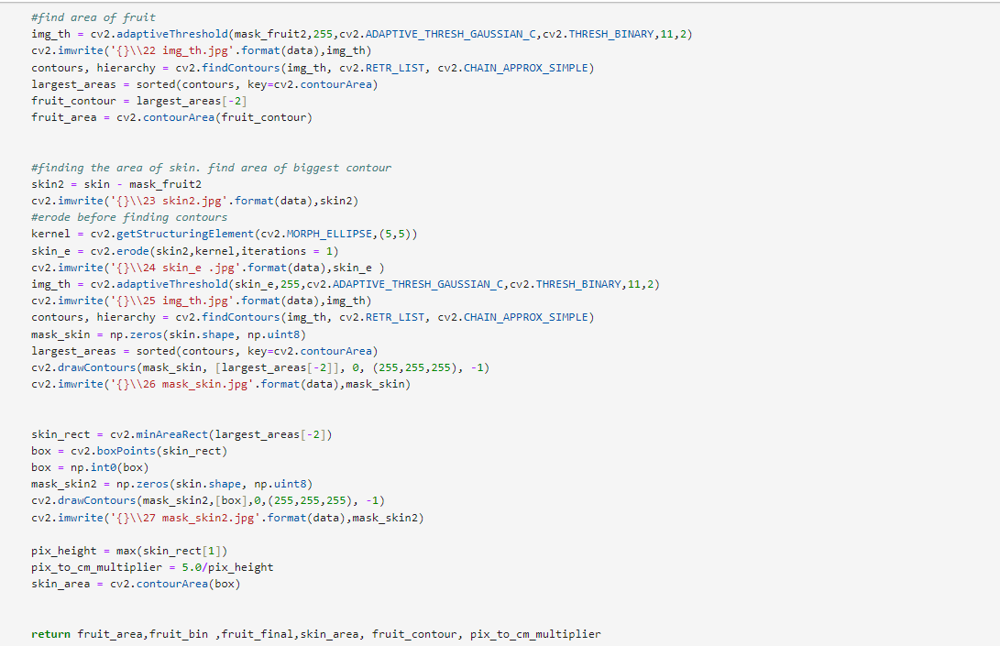 #find area of fruit
img_th = cv2.adaptiveThreshold(mask_fruit2,255,cv2.ADAPTIVE_THRESH_GAUSSIAN_C,cv2.THRESH_BINARY,11,2)
cv2.imwrite('{}\\22 img_th.jpg'.format(data),img_th)
contours, hierarchy = cv2.findContours(img_th, cv2.RETR_LIST, cv2.CHAIN_APPROX_SIMPLE)
largest_areas = sorted(contours, key=cv2.contourArea)
fruit_contour = largest_areas[-2]
fruit_area = cv2.contourArea(fruit_contour)
#finding the area of skin. find area of biggest contour
skin2 = skin - mask_fruit2
cv2.imwrite('{}\\23 skin2.jpg'.format(data),skin2)
#erode before finding contours
kernel = cv2.getStructuringElement(cv2.MORPH_ELLIPSE,(5,5))
skin_e = cv2.erode(skin2,kernel,iterations = 1)
cv2.imwrite('{}\\24 skin_e .jpg'.format(data),skin_e )
img_th = cv2.adaptiveThreshold(skin_e,255,cv2.ADAPTIVE_THRESH_GAUSSIAN_C,cv2.THRESH_BINARY,11,2)
cv2.imwrite('{}\\25 img_th.jpg'.format(data),img_th)
contours, hierarchy = cv2.findContours(img_th, cv2.RETR_LIST, cv2.CHAIN_APPROX_SIMPLE)
mask_skin = np.zeros(skin.shape, np.uint8)
largest_areas = sorted(contours, key=cv2.contourArea)
cv2.drawContours(mask_skin, [largest_areas[-2]], 0, (255,255,255), -1)
cv2.imwrite('{}\\26 mask_skin.jpg'.format(data),mask_skin)
skin_rect = cv2.minAreaRect(largest_areas[-2])
box = cv2.boxPoints(skin_rect)
box = np.int0(box)
mask_skin2 = np.zeros(skin.shape, np.uint8)
cv2.drawContours(mask_skin2,[box],0,(255,255,255), -1)
cv2.imwrite('{}\\27 mask_skin2.jpg'.format(data),mask_skin2)
pix_height = max(skin_rect[1])
pix_to_cm_multiplier = 5.0/pix_height
skin_area = cv2.contourArea(box)
return fruit_area,fruit_bin ,fruit_final,skin_area, fruit_contour, pix_to_cm_multiplier